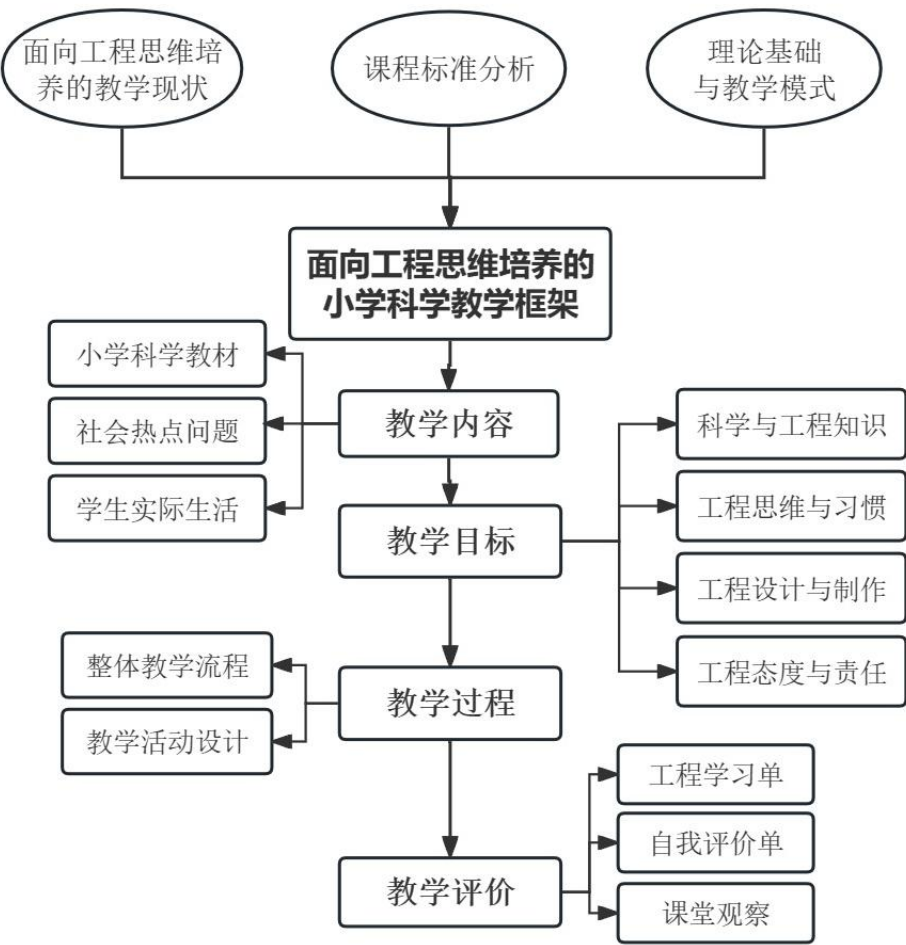 面向工程思维培
养的教学现状
课程标准分析
理论基础
与教学模式
面向工程思维培养的
小学科学教学框架
小学科学教材
社会热点问题
学生实际生活
教学内容
科学与工程知识
工程思维与习惯
工程设计与制作
工程态度与责任
教学目标
整体教学流程
教学活动设计
教学过程
工程学习单
自我评价单
课堂观察
教学评价